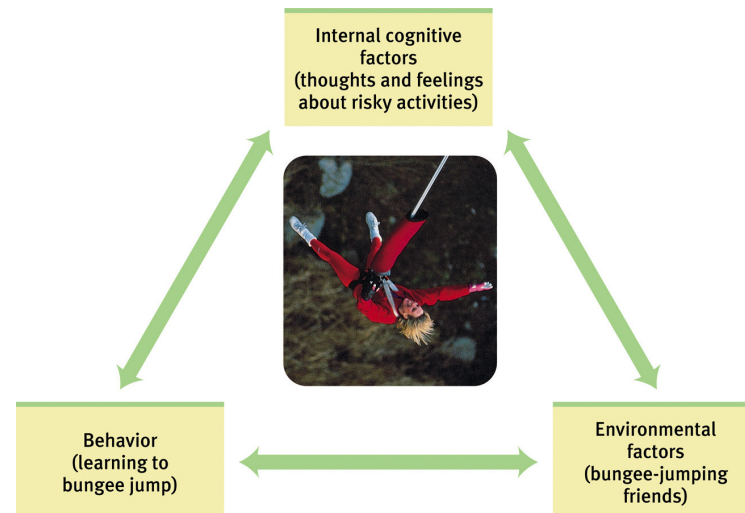 Internal cognitive
factors
(thoughts and feelings
about risky activities)
Behavior
(learning to
bungee jump)
Environmental
factors
(bungee-jumping
friends)